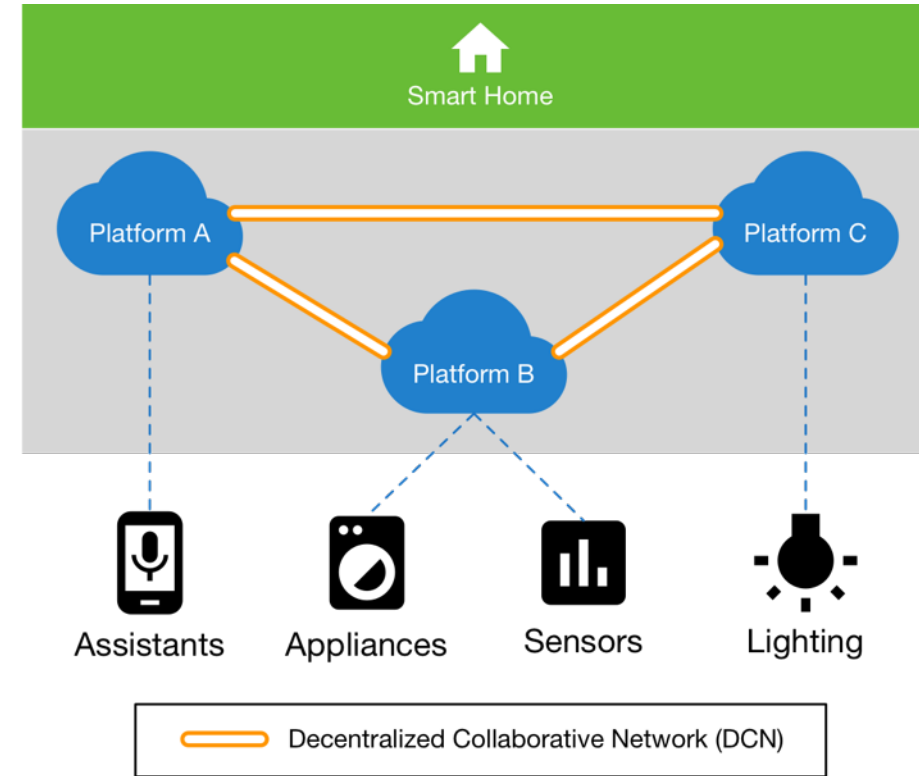 Smart Home
Platform A
Platform C
Platform B
Assistants
Appliances
Sensors
Lighting
Decentralized Collaborative Network (DCN)